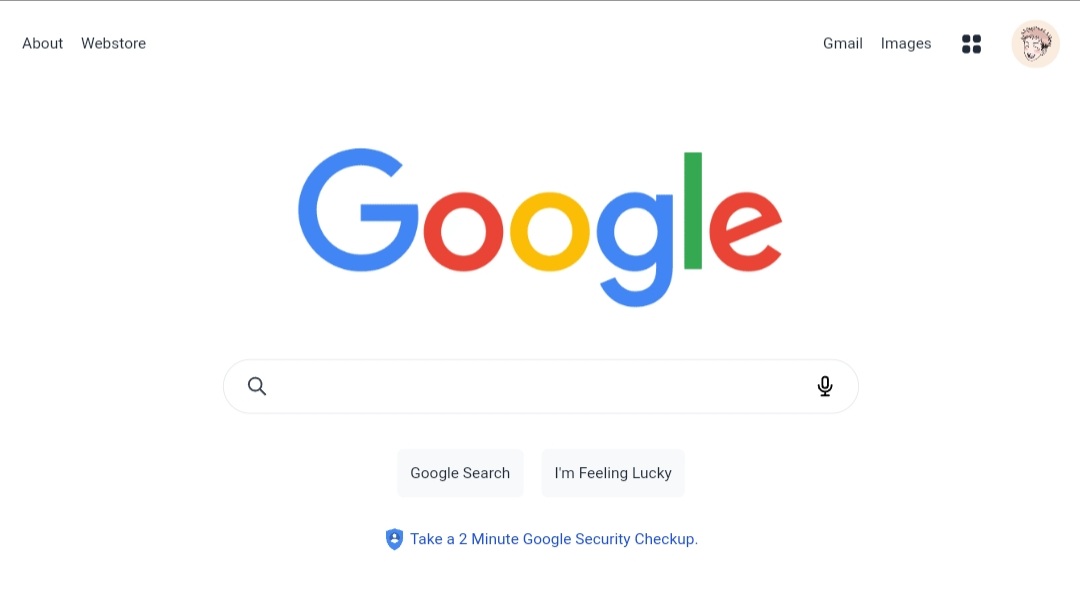 About Webstore Gmail Images
Google
Google Search I'm Feeling Lucky
Take a 2 Minute Google Security Checkup.